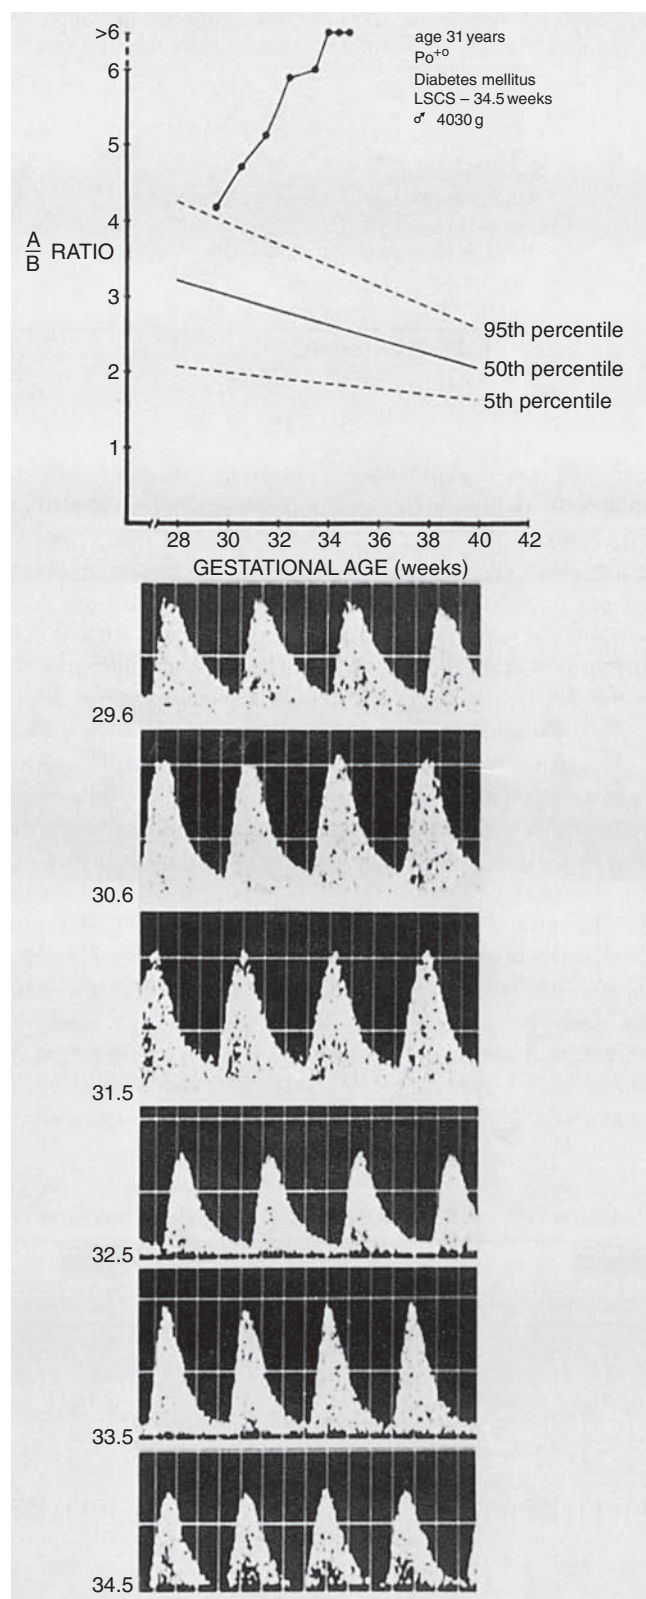 >6
age 31 years
Po⁺⁰
6
Diabetes mellitus
LSCS – 34.5 weeks
♂ 4030 g
5
4
A
B RATIO
3
95th percentile
50th percentile
2
5th percentile
1
28 30 32 34 36 38 40 42
GESTATIONAL AGE (weeks)
29.6
30.6
31.5
32.5
33.5
34.5